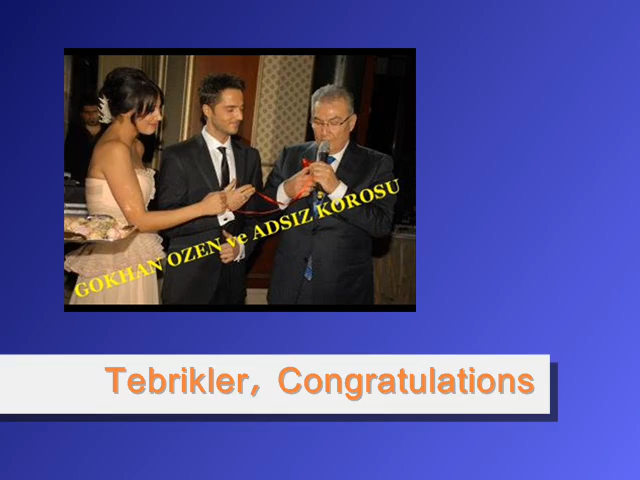 GOKHAN OZEN ve ADSIZ KOROSU
Tebrikler, Congratulations